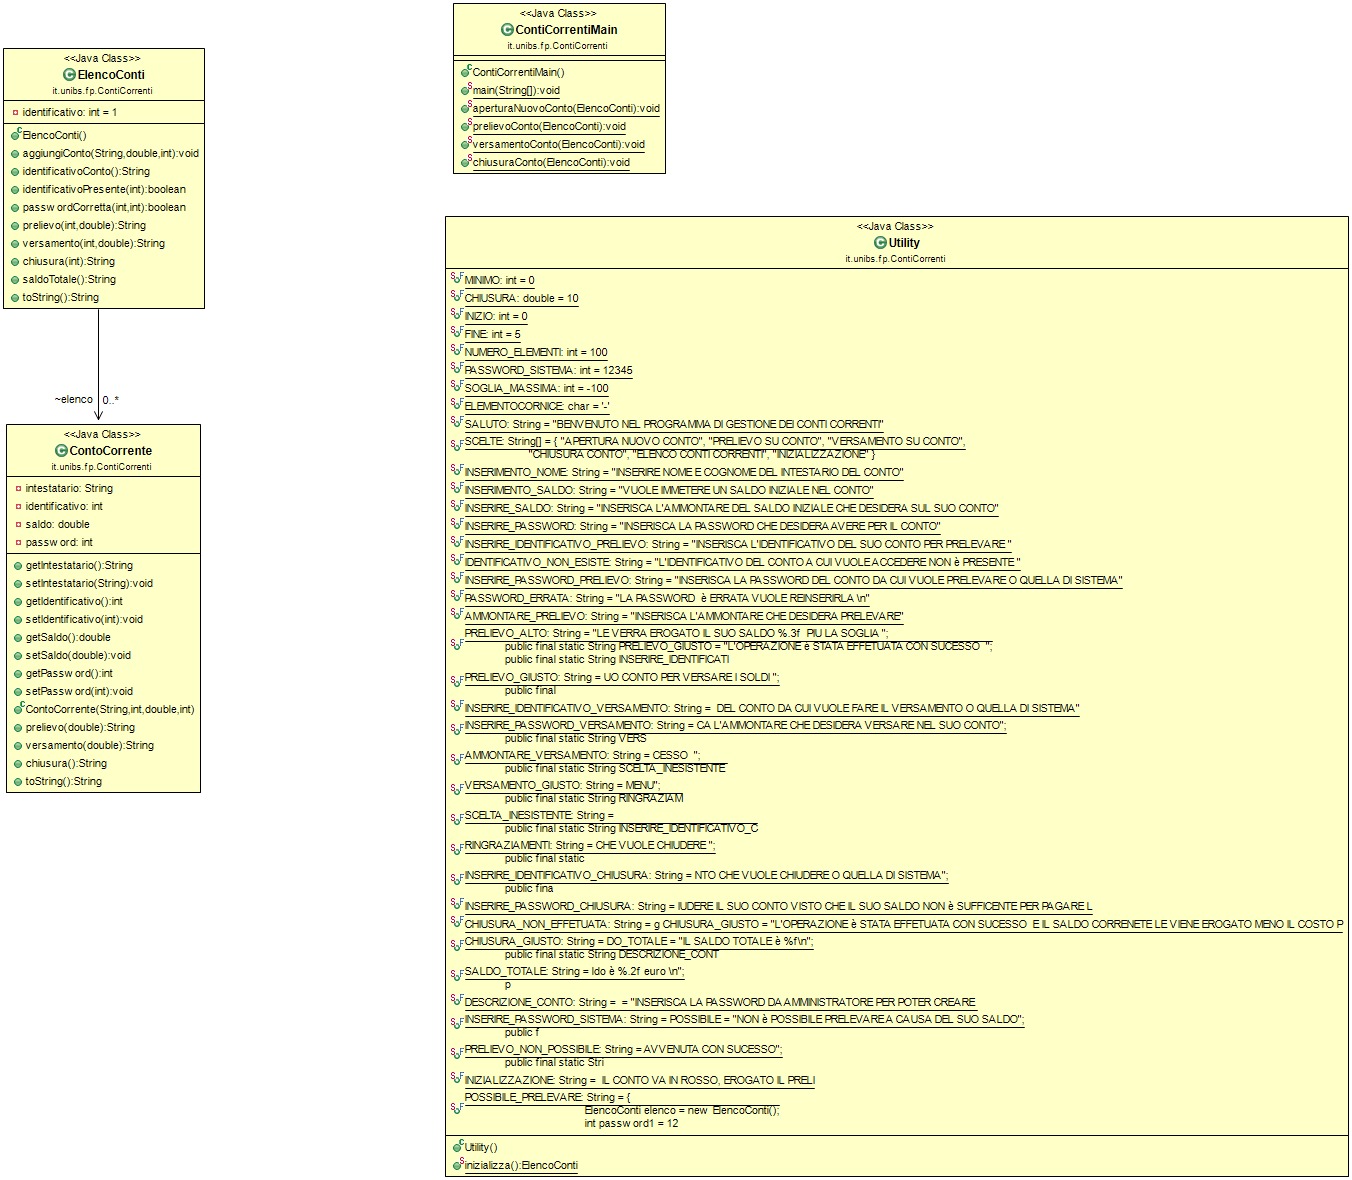 <<Java Class>>
ElencoConti
it.unibs.fp.ContiCorrenti
identificativo: int = 1
ElencoConti()
aggiungiConto(String,double,int):void
identificativoConto():String
identificativoPresente(int):boolean
passwordCorretta(int,int):boolean
prelievo(int,double):String
versamento(int,double):String
chiusura(int):String
saldoTotale():String
toString():String
~elenco 0..*
<<Java Class>>
ContoCorrente
it.unibs.fp.ContiCorrenti
intestatario: String
identificativo: int
saldo: double
password: int
getIntestatario():String
setIntestatario(String):void
getIdentificativo():int
setIdentificativo(int):void
getSaldo():double
setSaldo(double):void
getPassword():int
setPassword(int):void
ContoCorrente(String,int,double,int)
prelievo(double):String
versamento(double):String
chiusura():String
toString():String
<<Java Class>>
ContiCorrentiMain
it.unibs.fp.ContiCorrenti
ContiCorrentiMain()
main(String[]):void
aperturaNuovoConto(ElencoConti):void
prelievoConto(ElencoConti):void
versamentoConto(ElencoConti):void
chiusuraConto(ElencoConti):void
<<Java Class>>
Utility
it.unibs.fp.ContiCorrenti
MINIMO: int = 0
CHIUSURA: double = 10
INIZIO: int = 0
FINE: int = 5
NUMERO_ELEMENTI: int = 100
PASSWORD_SISTEMA: int = 12345
SOGLIA_MASSIMA: int = -100
ELEMENTOCORNICE: char = '-'
SALUTO: String = "BENVENUTO NEL PROGRAMMA DI GESTIONE DEI CONTI CORRENTI"
SCELTE: String[] = { "APERTURA NUOVO CONTO", "PRELIEVO SU CONTO", "VERSAMENTO SU CONTO",
"CHIUSURA CONTO", "ELENCO CONTI CORRENTI", "INIZIALIZZAZIONE" }
INSERIMENTO_NOME: String = "INSERIRE NOME E COGNOME DEL INTESTARIO DEL CONTO"
INSERIMENTO_SALDO: String = "VUOLE IMMETERE UN SALDO INIZIALE NEL CONTO"
INSERIRE_SALDO: String = "INSERISCA L'AMMONTARE DEL SALDO INIZIALE CHE DESIDERA SUL SUO CONTO"
INSERIRE_PASSWORD: String = "INSERISCA LA PASSWORD CHE DESIDERA AVERE PER IL CONTO"
INSERIRE_IDENTIFICATIVO_PRELIEVO: String = "INSERISCA L'IDENTIFICATIVO DEL SUO CONTO PER PRELEVARE "
IDENTIFICATIVO_NON_ESISTE: String = "L'IDENTIFICATIVO DEL CONTO A CUI VUOLE ACCEDERE NON è PRESENTE "
INSERIRE_PASSWORD_PRELIEVO: String = "INSERISCA LA PASSWORD DEL CONTO DA CUI VUOLE PRELEVARE O QUELLA DI SISTEMA"
PASSWORD_ERRATA: String = "LA PASSWORD  è ERRATA VUOLE REINSERIRLA \n"
AMMONTARE_PRELIEVO: String = "INSERISCA L'AMMONTARE CHE DESIDERA PRELEVARE"
PRELIEVO_ALTO: String = "LE VERRA EROGATO IL SUO SALDO %.3f  PIU LA SOGLIA ";
public final static String PRELIEVO_GIUSTO = "L'OPERAZIONE è STATA EFFETUATA CON SUCESSO  ";
public final static String INSERIRE_IDENTIFICATI
PRELIEVO_GIUSTO: String = UO CONTO PER VERSARE I SOLDI ";
public final
INSERIRE_IDENTIFICATIVO_VERSAMENTO: String =  DEL CONTO DA CUI VUOLE FARE IL VERSAMENTO O QUELLA DI SISTEMA"
INSERIRE_PASSWORD_VERSAMENTO: String = CA L'AMMONTARE CHE DESIDERA VERSARE NEL SUO CONTO";
public final static String VERS
AMMONTARE_VERSAMENTO: String = CESSO  ";
public final static String SCELTA_INESISTENTE
VERSAMENTO_GIUSTO: String = MENU";
public final static String RINGRAZIAM
SCELTA_INESISTENTE: String =
public final static String INSERIRE_IDENTIFICATIVO_C
RINGRAZIAMENTI: String = CHE VUOLE CHIUDERE ";
public final static
INSERIRE_IDENTIFICATIVO_CHIUSURA: String = NTO CHE VUOLE CHIUDERE O QUELLA DI SISTEMA";
public fina
INSERIRE_PASSWORD_CHIUSURA: String = IUDERE IL SUO CONTO VISTO CHE IL SUO SALDO NON è SUFFICENTE PER PAGARE L
CHIUSURA_NON_EFFETUATA: String = g CHIUSURA_GIUSTO = "L'OPERAZIONE è STATA EFFETUATA CON SUCESSO  E IL SALDO CORRENETE LE VIENE EROGATO MENO IL COSTO P
CHIUSURA_GIUSTO: String = DO_TOTALE = "IL SALDO TOTALE è %f\n";
public final static String DESCRIZIONE_CONT
SALDO_TOTALE: String = ldo è %.2f euro \n";
p
DESCRIZIONE_CONTO: String =  = "INSERISCA LA PASSWORD DA AMMINISTRATORE PER POTER CREARE
INSERIRE_PASSWORD_SISTEMA: String = POSSIBILE = "NON è POSSIBILE PRELEVARE A CAUSA DEL SUO SALDO";
public f
PRELIEVO_NON_POSSIBILE: String = AVVENUTA CON SUCESSO";
public final static Stri
INIZIALIZZAZIONE: String =  IL CONTO VA IN ROSSO, EROGATO IL PRELI
POSSIBILE_PRELEVARE: String = {
ElencoConti elenco = new ElencoConti();
int password1 = 12
Utility()
inizializza():ElencoConti